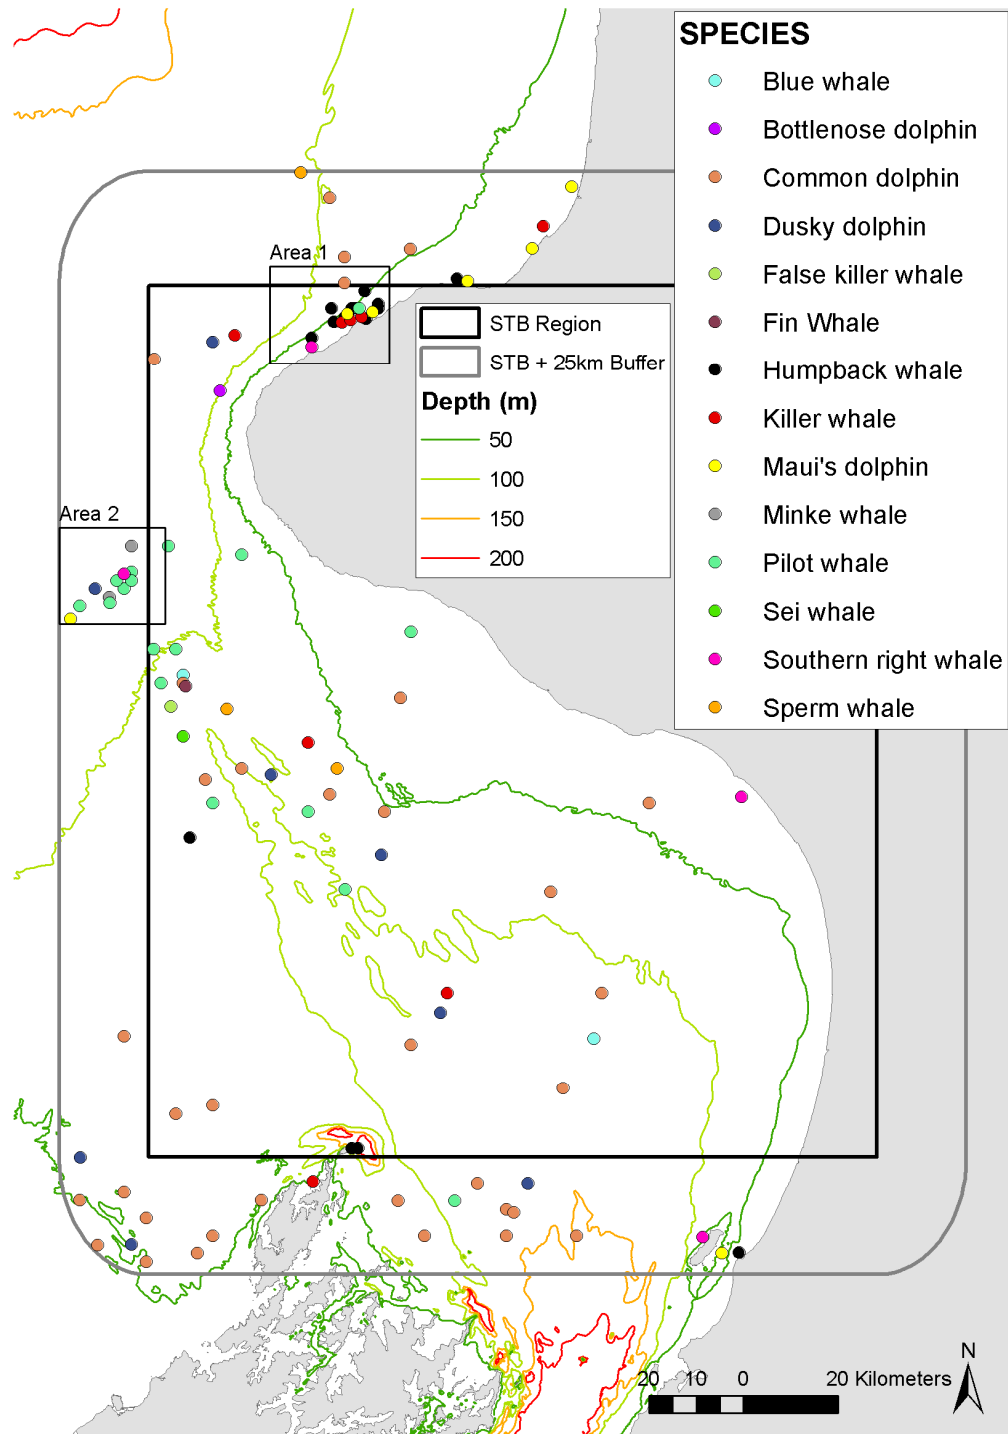 SPECIES
Blue whale
Bottlenose dolphin
Common dolphin
Dusky dolphin
False killer whale
Fin Whale
Humpback whale
Killer whale
Maui's dolphin
Minke whale
Pilot whale
Sei whale
Southern right whale
Sperm whale
Area 1
STB Region
STB + 25km Buffer
Depth (m)
50
100
150
200
Area 2
N
20 10 0 20 Kilometers